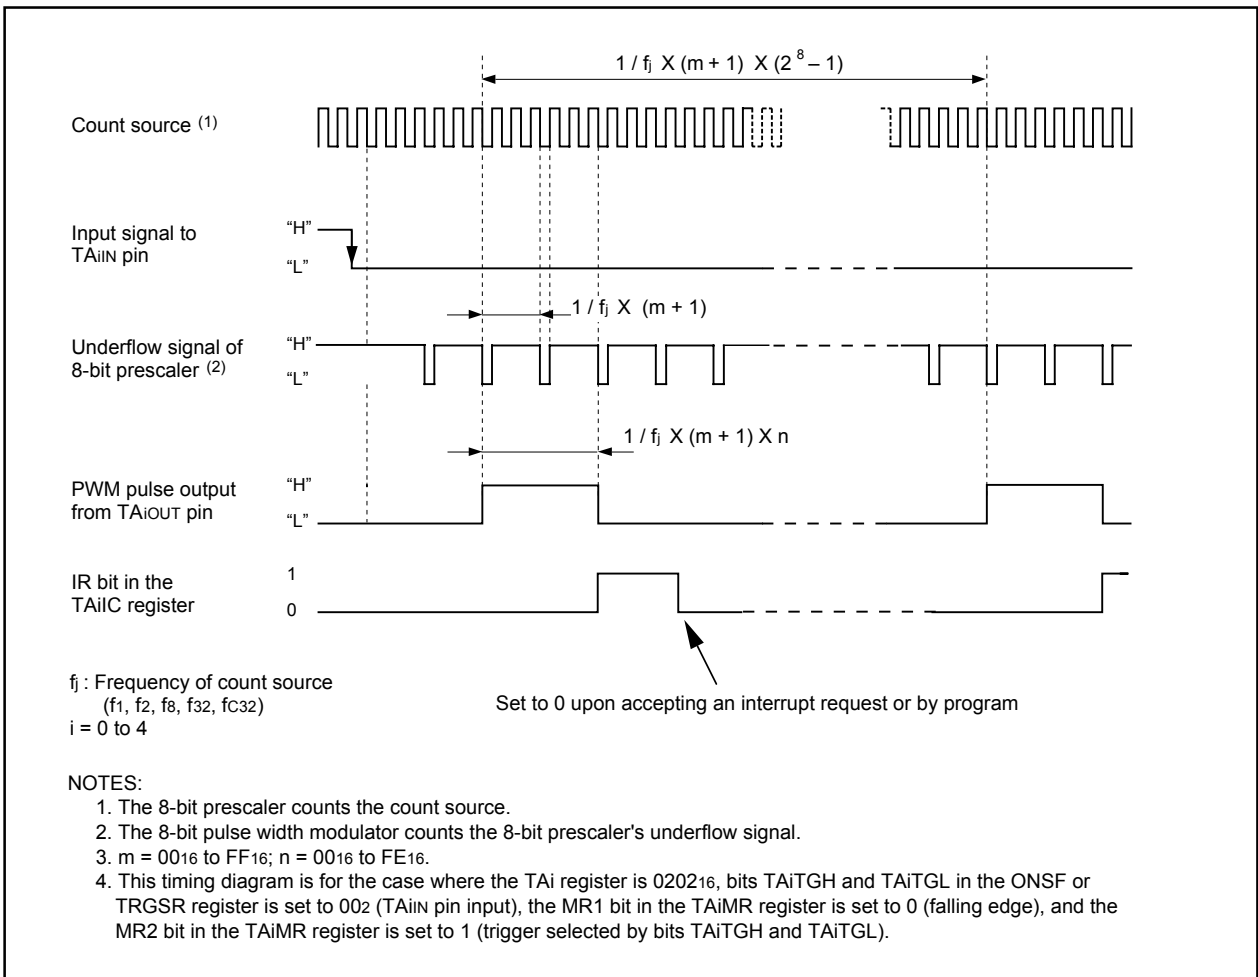 1 / fj X (m + 1) X (2⁸ – 1)
Count source (1)
Input signal to
TAiIN pin
“H”
“L”
1 / fj X (m + 1)
Underflow signal of
8-bit prescaler (2)
“H”
“L”
1 / fj X (m + 1) X n
PWM pulse output
from TAiOUT pin
“H”
“L”
IR bit in the
TAiIC register
1
0
fj : Frequency of count source
(f1, f2, f8, f32, fC32)
i = 0 to 4
Set to 0 upon accepting an interrupt request or by program
NOTES:
1. The 8-bit prescaler counts the count source.
2. The 8-bit pulse width modulator counts the 8-bit prescaler's underflow signal.
3. m = 0016 to FF16; n = 0016 to FE16.
4. This timing diagram is for the case where the TAi register is 020216, bits TAiTGH and TAiTGL in the ONSF or
TRGSR register is set to 002 (TAiIN pin input), the MR1 bit in the TAiMR register is set to 0 (falling edge), and the
MR2 bit in the TAiMR register is set to 1 (trigger selected by bits TAiTGH and TAiTGL).